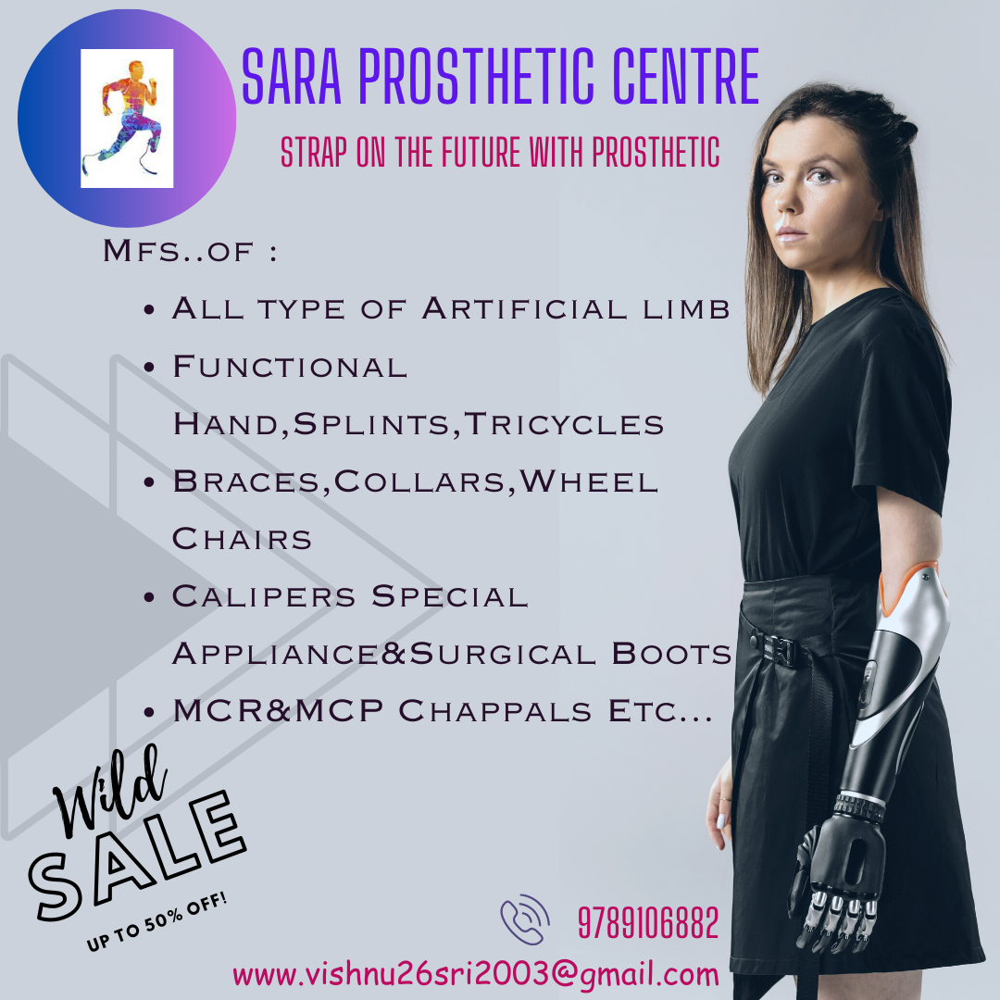 SARA PROSTHETIC CENTRE
STRAP ON THE FUTURE WITH PROSTHETIC
Mfs..of :
• All type of Artificial limb
• Functional
Hand,Splints,Tricycles
• Braces,Collars,Wheel
Chairs
• Calipers Special
Appliance&Surgical Boots
• MCR&MCP Chappals Etc...
Wild
SALE
UP TO 50% OFF!
9789106882
www.vishnu26sri2003@gmail.com